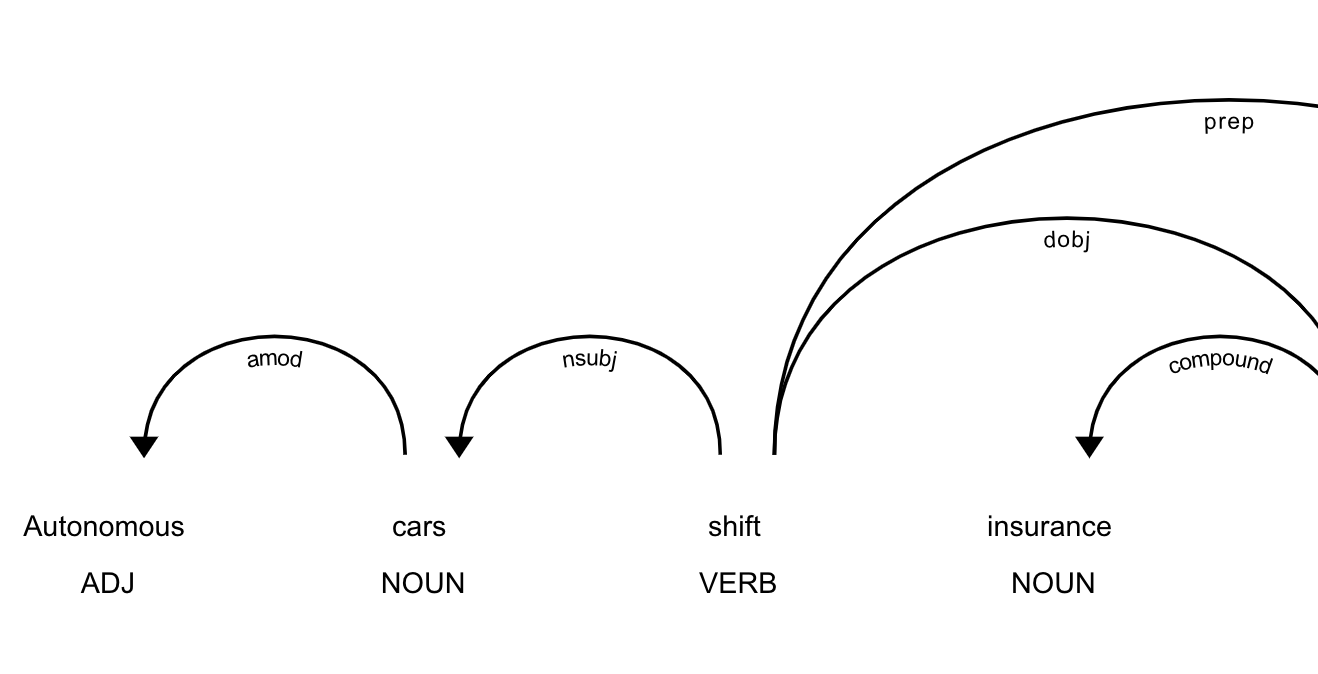 prep
dobj
amod nsubj compound
Autonomous cars shift insurance
ADJ NOUN VERB NOUN